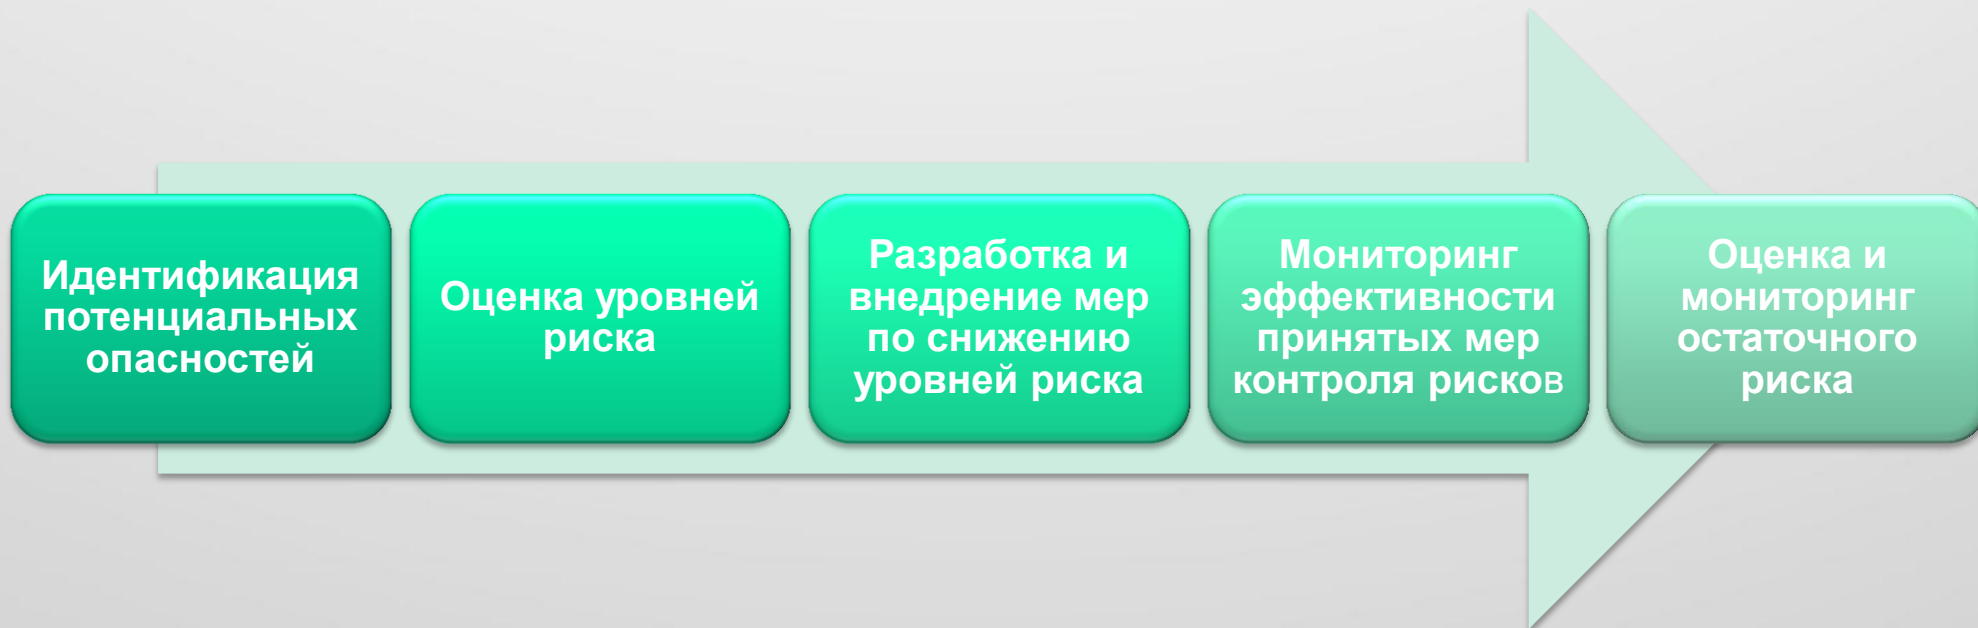 Идентификация
потенциальных
опасностей
Оценка уровней
риска
Разработка и
внедрение мер
по снижению
уровней риска
Мониторинг
эффективности
принятых мер
контроля рисков
Оценка и
мониторинг
остаточного
риска